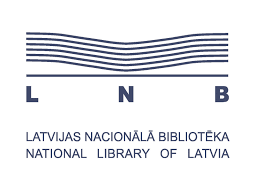 L N B
LATVIJAS NACIONĀLĀ BIBLIOTĒKA
NATIONAL LIBRARY OF LATVIA